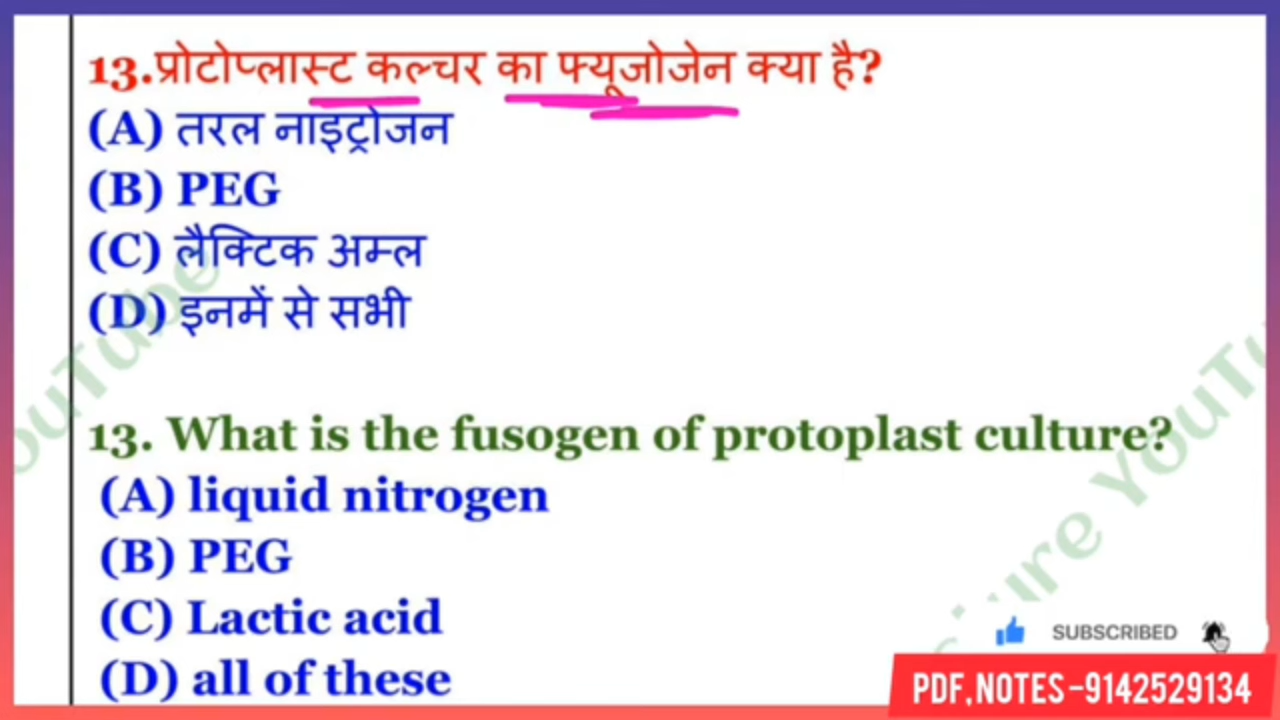 13.प्रोटोप्लास्ट कल्चर का फ्यूजोजेन क्या है?
(A) तरल नाइट्रोजन
(B) PEG
(C) लैक्टिक अम्ल
(D) इनमें से सभी
13. What is the fusogen of protoplast culture?
(A) liquid nitrogen
(B) PEG
(C) Lactic acid
(D) all of these
SUBSCRIBED
PDF,NOTES-9142529134